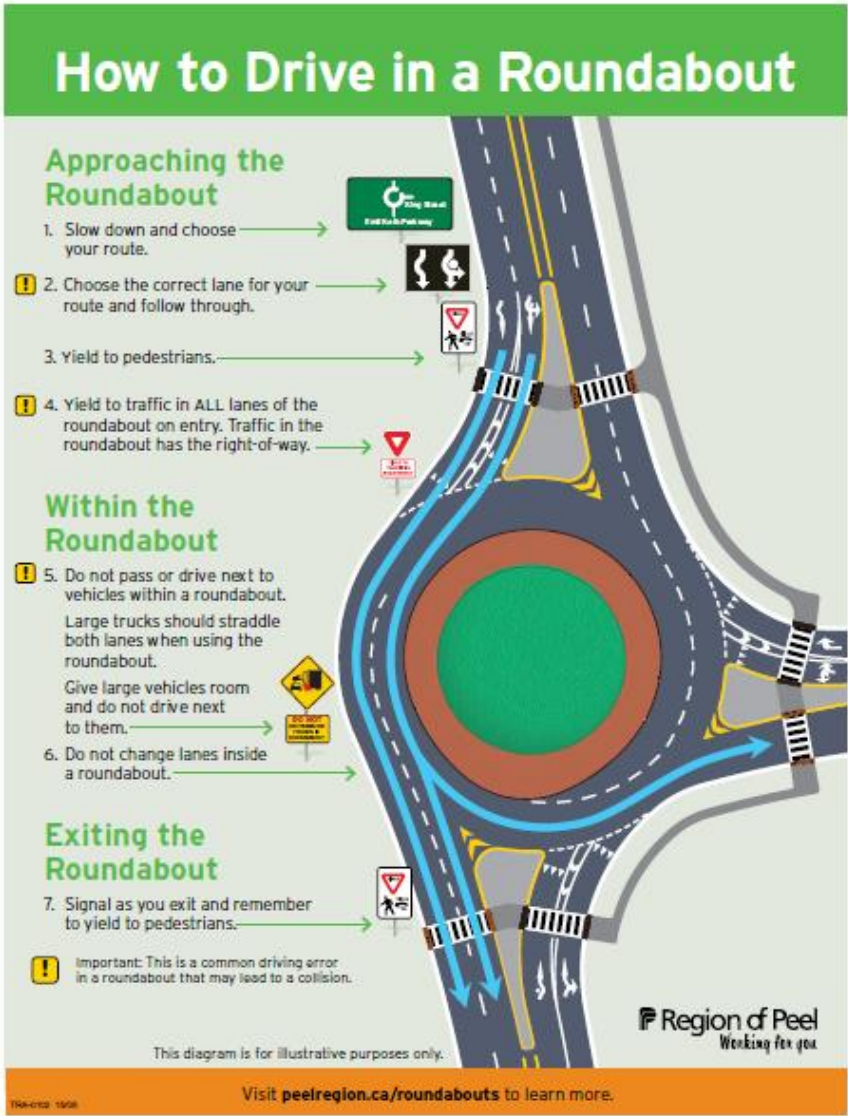 How to Drive in a Roundabout
Approaching the
Roundabout
1. Slow down and choose
your route.
! 2. Choose the correct lane for your
route and follow through.
3. Yield to pedestrians.
! 4. Yield to traffic in ALL lanes of the
roundabout on entry. Traffic in the
roundabout has the right-of-way.
Within the
Roundabout
! 5. Do not pass or drive next to
vehicles within a roundabout.
Large trucks should straddle
both lanes when using the
roundabout.
Give large vehicles room
and do not drive next
to them.
DO NOT
6. Do not change lanes inside
a roundabout.
Exiting the
Roundabout
7. Signal as you exit and remember
to yield to pedestrians.
! Important: This is a common driving error
in a roundabout that may lead to a collision.
Region of Peel
Working for you
This diagram is for illustrative purposes only.
Visit peelregion.ca/roundabouts to learn more.